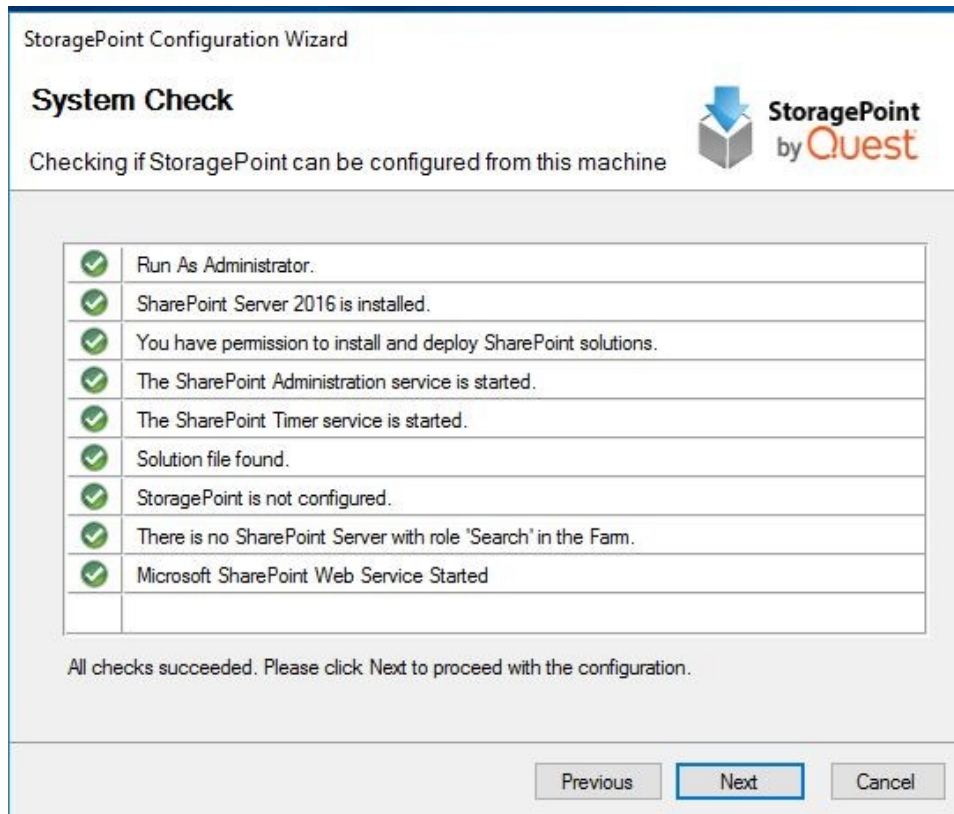 StoragePoint Configuration Wizard
System Check
Checking if StoragePoint can be configured from this machine
StoragePoint
by Quest
Run As Administrator.
SharePoint Server 2016 is installed.
You have permission to install and deploy SharePoint solutions.
The SharePoint Administration service is started.
The SharePoint Timer service is started.
Solution file found.
StoragePoint is not configured.
There is no SharePoint Server with role 'Search' in the Farm.
Microsoft SharePoint Web Service Started
All checks succeeded. Please click Next to proceed with the configuration.
Previous
Next
Cancel